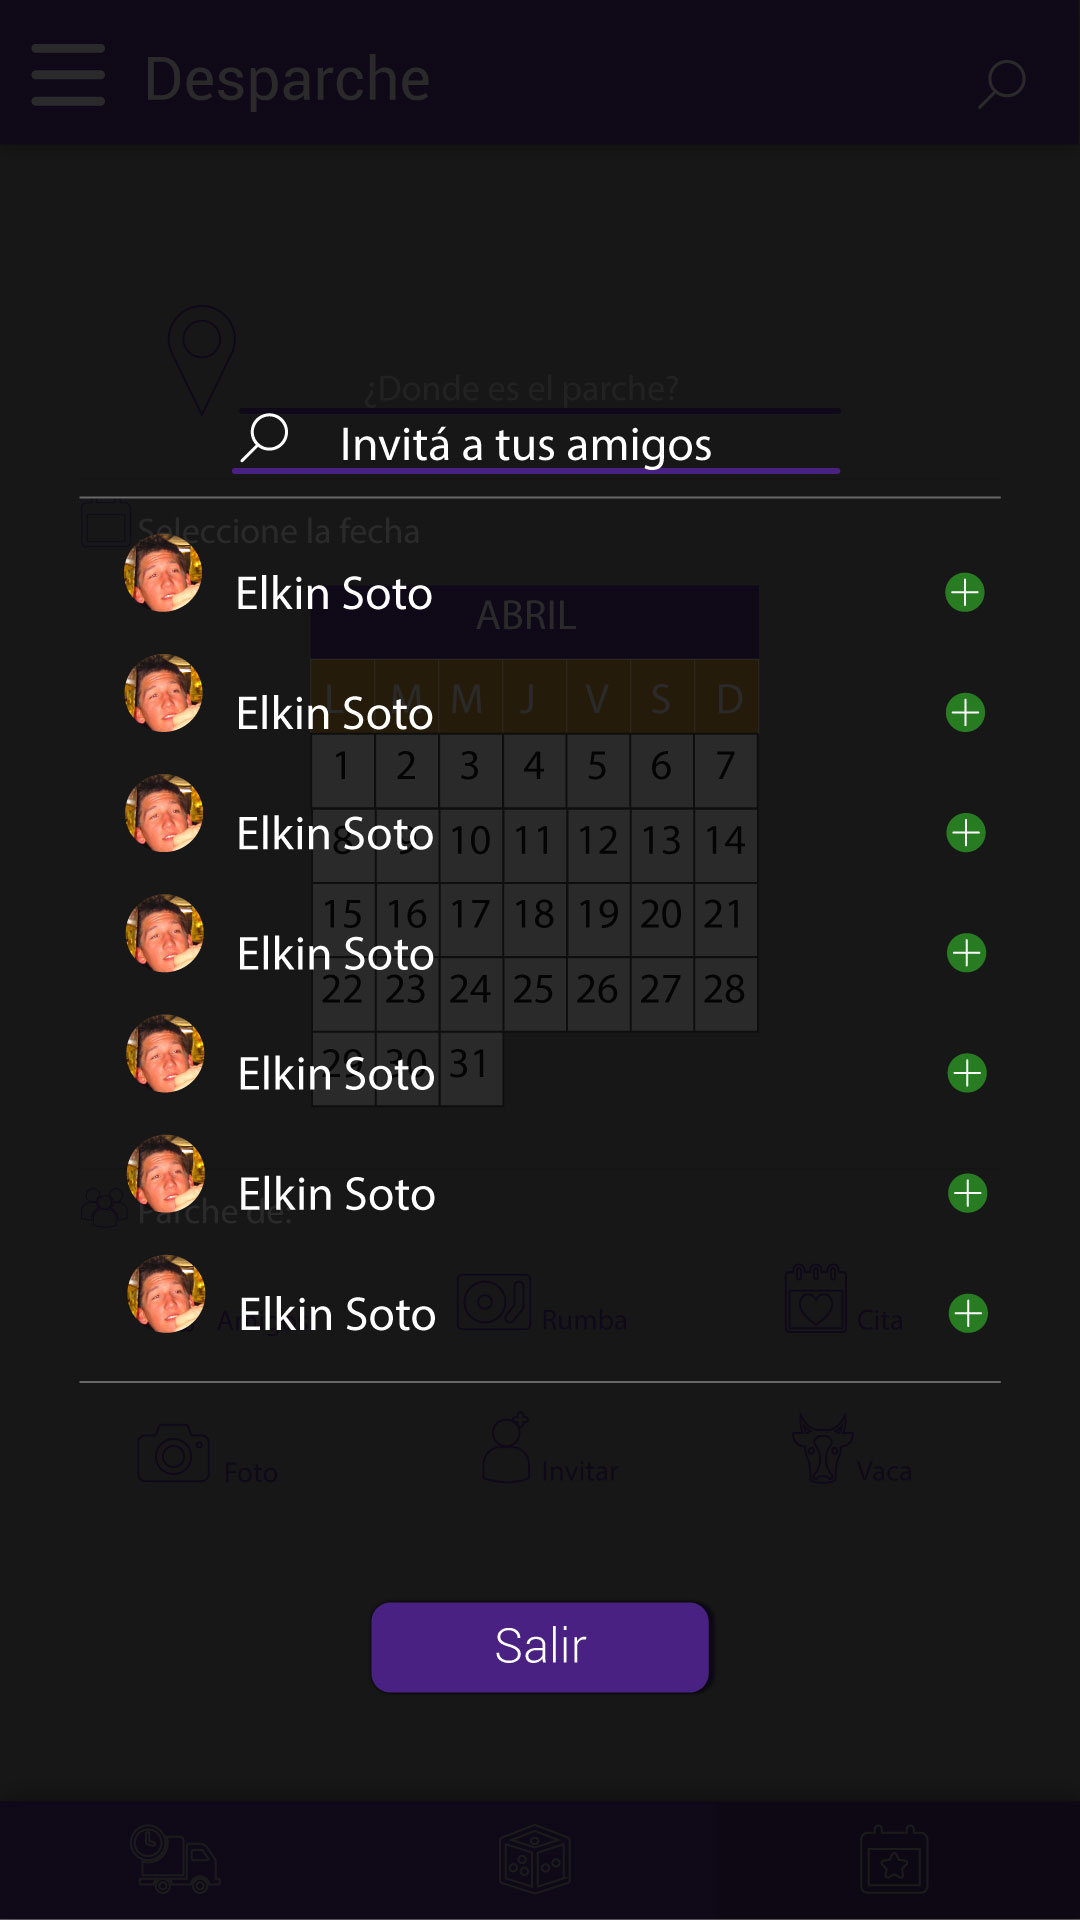 Desparche
¿Donde es el parche?
Invitá a tus amigos
Seleccione la fecha
Elkin Soto
ABRIL
L M M J V S D
Elkin Soto
1 2 3 4 5 6 7
Elkin Soto
8 9 10 11 12 13 14
15 16 17 18 19 20 21
Elkin Soto
22 23 24 25 26 27 28
Elkin Soto
29 30 31
Elkin Soto
Parche de:
Elkin Soto
Rumba
Cita
Foto
Invitar
Vaca
Salir